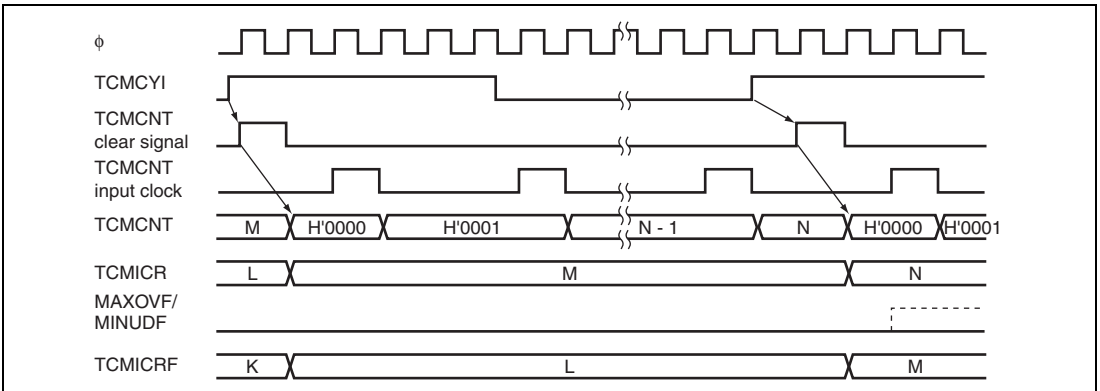 ϕ
TCMCYI
TCMCNT
clear signal
TCMCNT
input clock
TCMCNT M H'0000 H'0001 N - 1 N H'0000 H'0001
TCMICR L M N
MAXOVF/
MINUDF
TCMICRF K L M